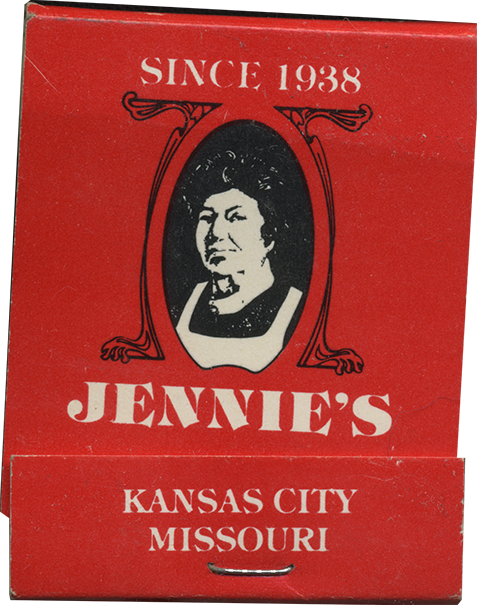 SINCE 1938
JENNIE'S
KANSAS CITY
MISSOURI